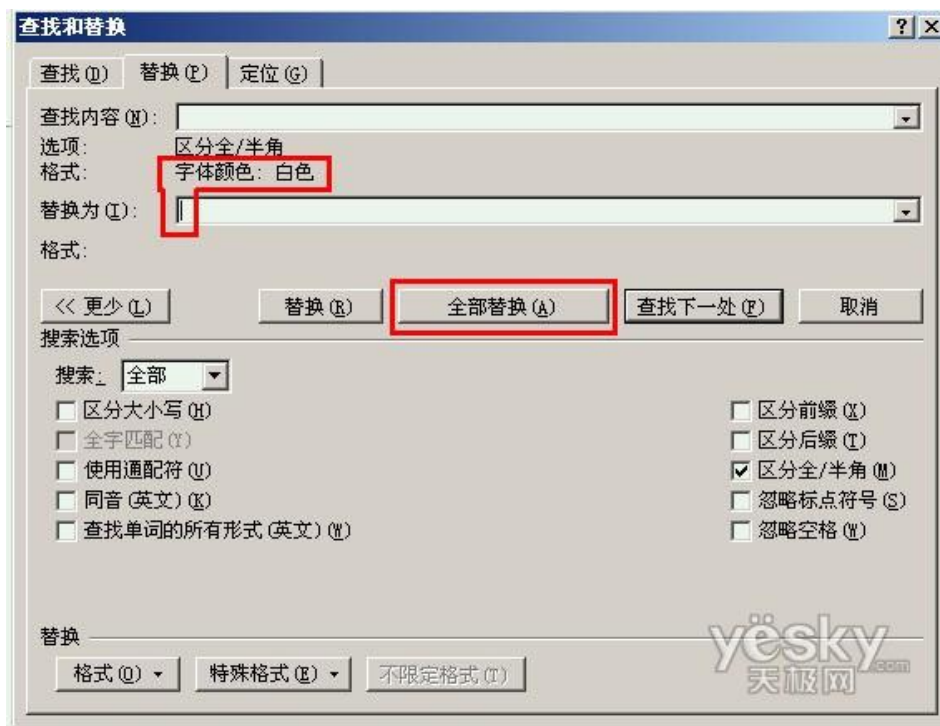 查找和替换
查找(D) 替换(P) 定位(G)
查找内容(N):
选项: 区分全/半角
格式: 字体颜色: 白色
替换为(I):
格式:
<< 更少(L) 替换(R) 全部替换(A) 查找下一处(F) 取消
搜索选项
搜索: 全部
区分大小写(H) 区分前缀(X)
全字匹配(Y) 区分后缀(T)
使用通配符(U) 区分全/半角(M)
同音(英文)(K) 忽略标点符号(S)
查找单词的所有形式(英文)(W) 忽略空格(W)
替换
格式(O) 特殊格式(E) 不限定格式(T)
yësky
天极网.com